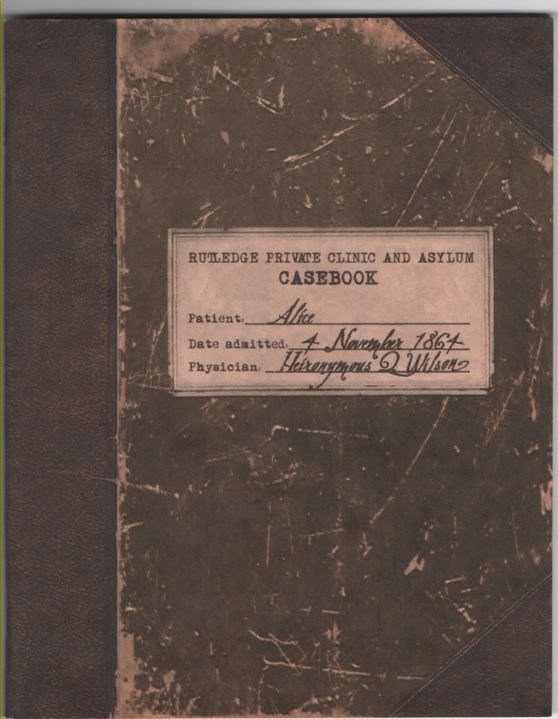 RUTLEDGE PRIVATE CLINIC AND ASYLUM
CASEBOOK
Patient: Alice
Date admitted: 4 November 1864
Physician: Heironymous Q Wilson